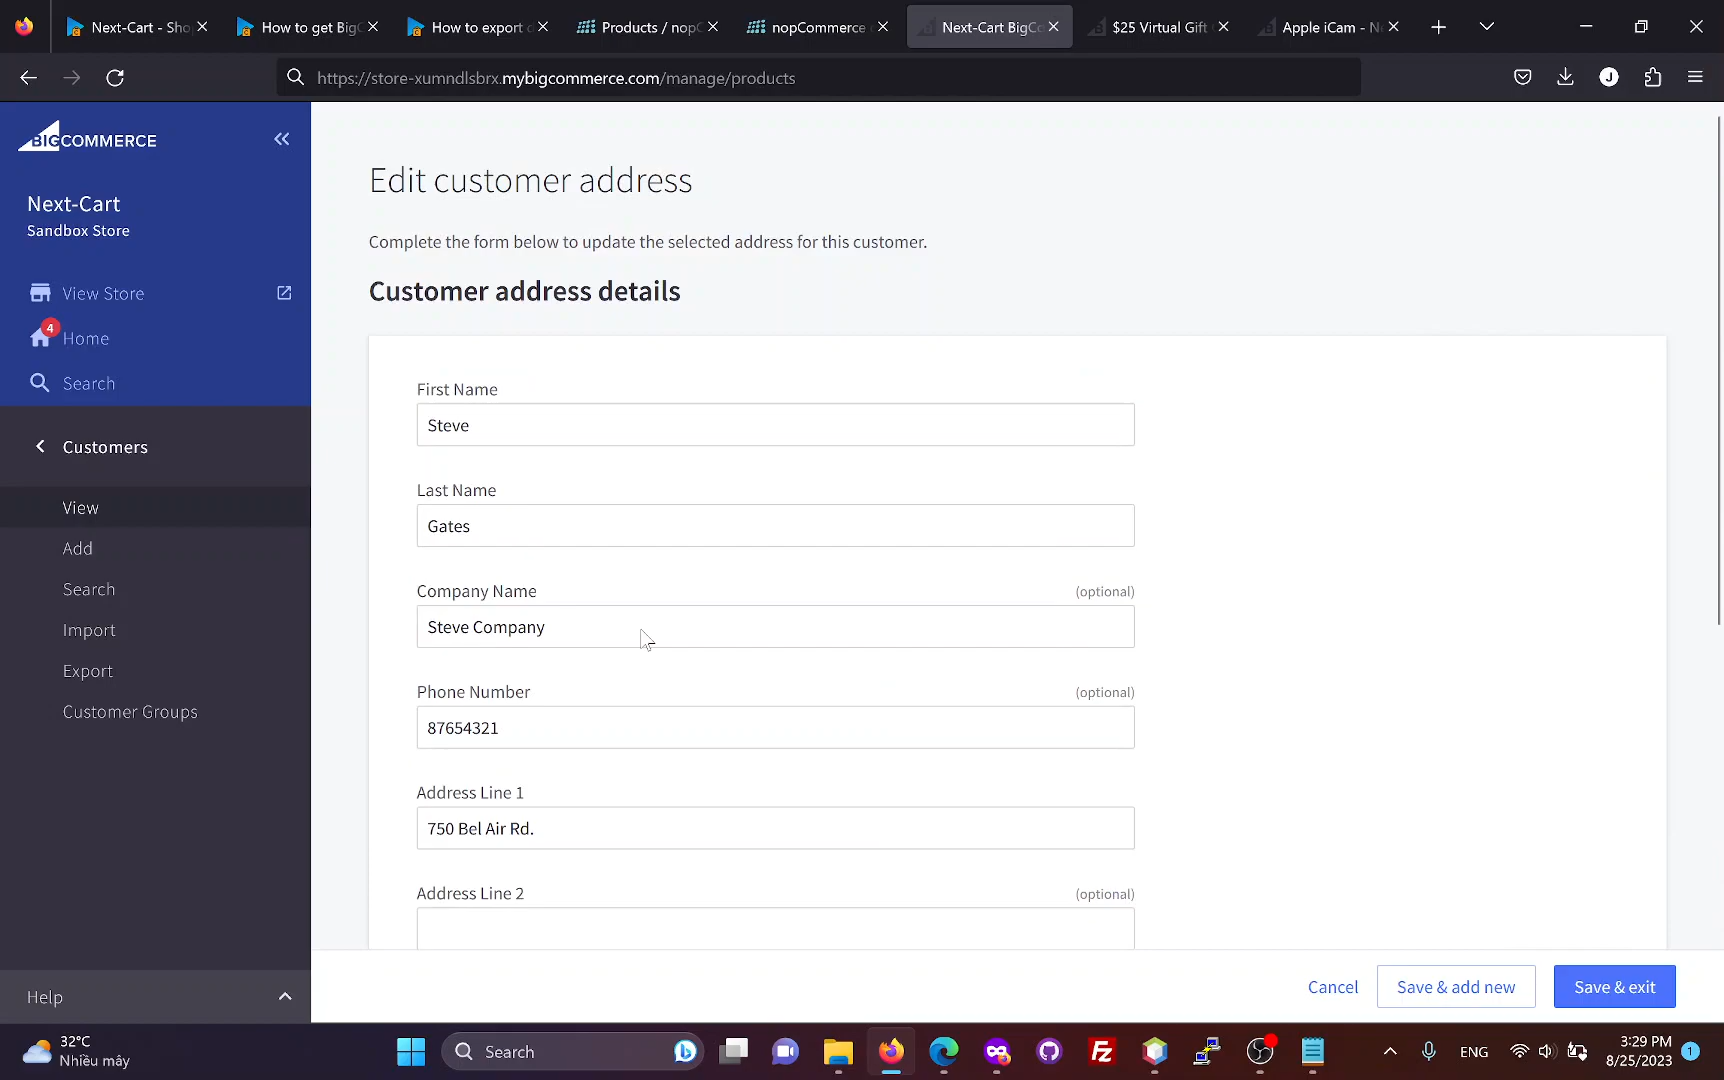 Next-Cart - Sho
How to get BigC
How to export
Products / nopC
nopCommerce
Next-Cart BigCo
$25 Virtual Gift
Apple iCam - N
https://store-xumndlsbrx.mybigcommerce.com/manage/products
J
BIGCOMMERCE
Next-Cart
Sandbox Store
View Store
4
Home
Search
Customers
View
Add
Search
Import
Export
Customer Groups
Help
Edit customer address
Complete the form below to update the selected address for this customer.
Customer address details
First Name
Steve
Last Name
Gates
Company Name (optional)
Steve Company
Phone Number (optional)
87654321
Address Line 1
750 Bel Air Rd.
Address Line 2 (optional)
Cancel
Save & add new
Save & exit
32°C
Nhiều mây
Search
FZ
ENG
3:29 PM
8/25/2023
1